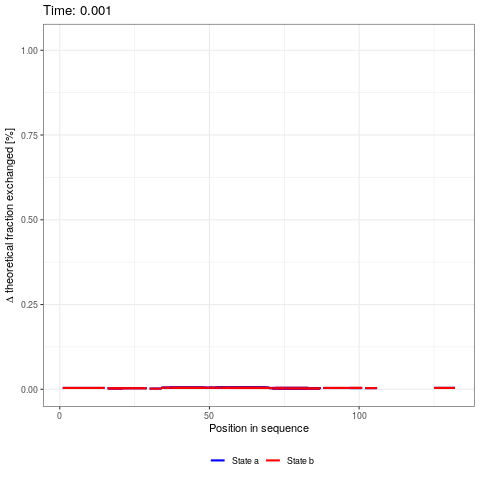 Time: 0.001
Δ theoretical fraction exchanged [%]
1.00
0.75
0.50
0.25
0.00
0
50
100
Position in sequence
State a
State b